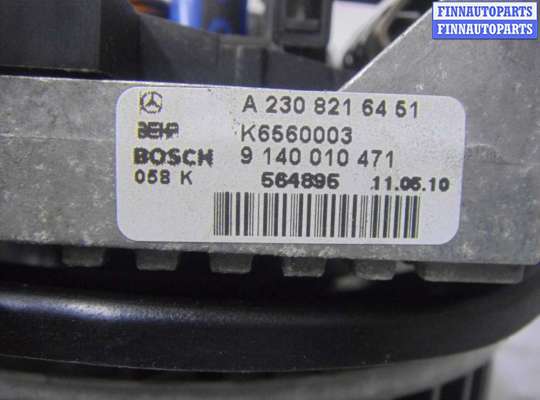 FINNAUTOPARTS
FINNAUTOPARTS
A 230 821 64 51
BEHR K6560003
BOSCH 9 140 010 471
058 K 564895 11.05.10